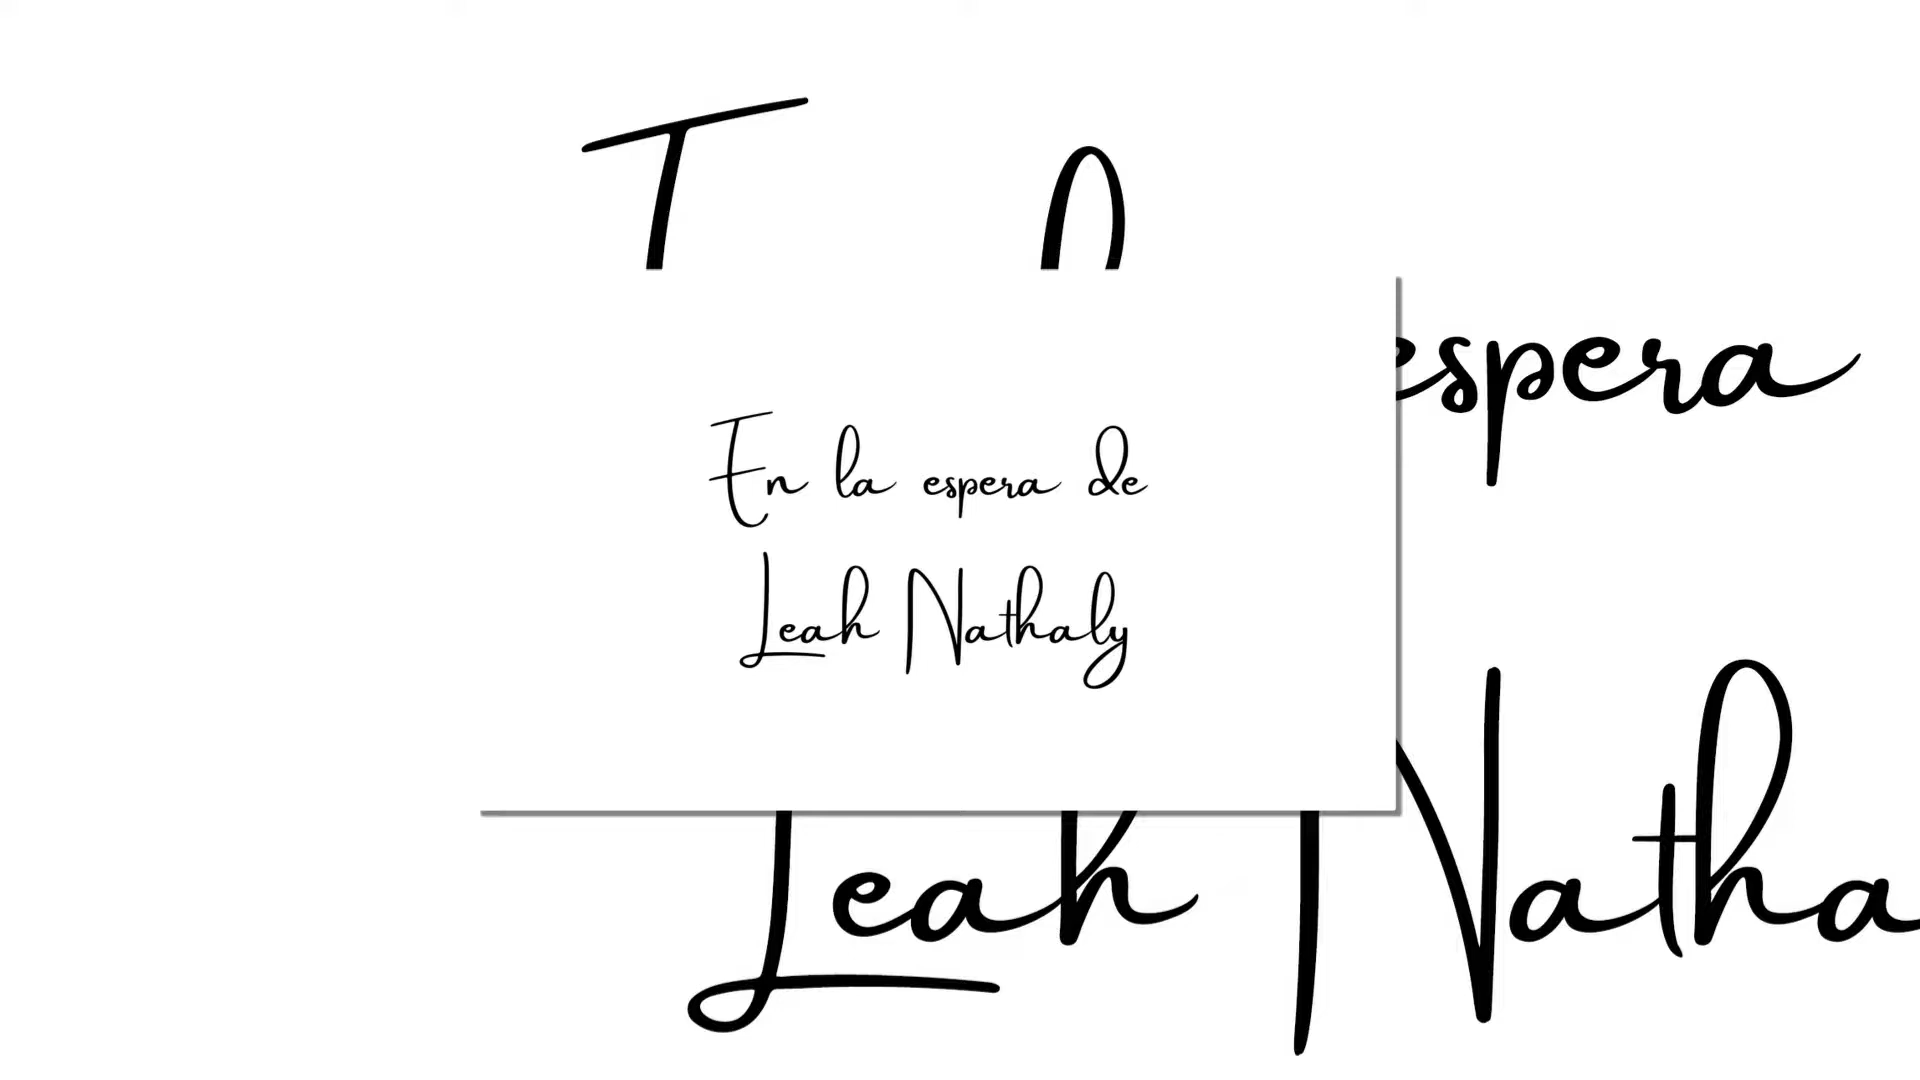 En la espera de
Leah Nathaly
espera
Leah Natha